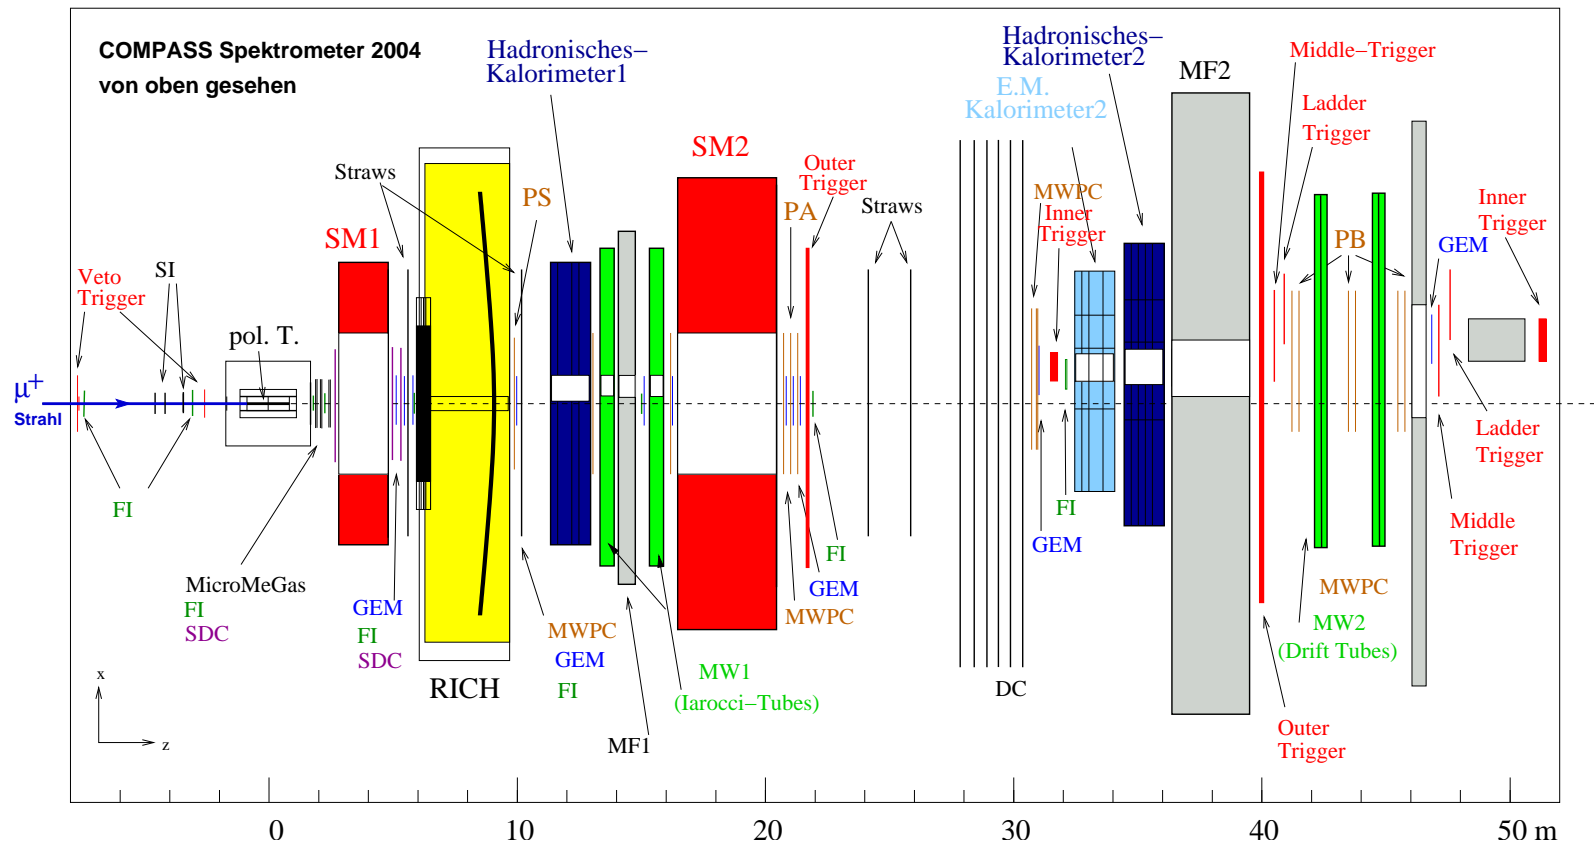 COMPASS Spektrometer 2004
von oben gesehen
Hadronisches−
Kalorimeter1
Hadronisches−
Kalorimeter2
E.M.
Kalorimeter2
MF2
Middle−Trigger
Ladder
Trigger
Inner
Trigger
GEM
PB
SM2
Outer
Trigger
PA
Straws
MWPC
Inner
Trigger
Straws
PS
SM1
SI
Veto
Trigger
pol. T.
μ+
Strahl
FI
MicroMeGas
FI
SDC
GEM
FI
SDC
RICH
MWPC
GEM
FI
MF1
MW1
(Iarocci−Tubes)
FI
GEM
MWPC
DC
FI
GEM
Ladder
Trigger
Middle
Trigger
MWPC
MW2
(Drift Tubes)
Outer
Trigger
x
z
0
10
20
30
40
50 m